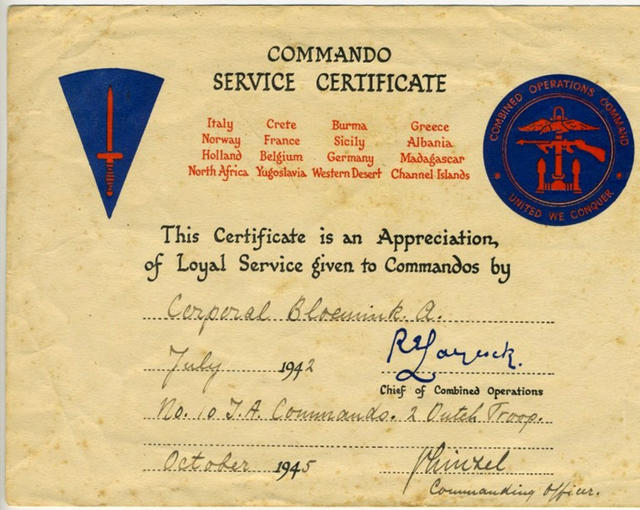 COMMANDO
SERVICE CERTIFICATE
Italy Crete Burma Greece
Norway France Sicily Albania
Holland Belgium Germany Madagascar
North Africa Yugoslavia Western Desert Channel Islands
COMBINED OPERATIONS COMMAND
UNITED WE CONQUER
This Certificate is an Appreciation,
of Loyal Service given to Commandos by
Corporal Bloemink A.
July 1942 R E Laycock.
Chief of Combined Operations
No. 10 I.A. Commando. 2 Dutch Troop.
October 1945
Commanding Officer.